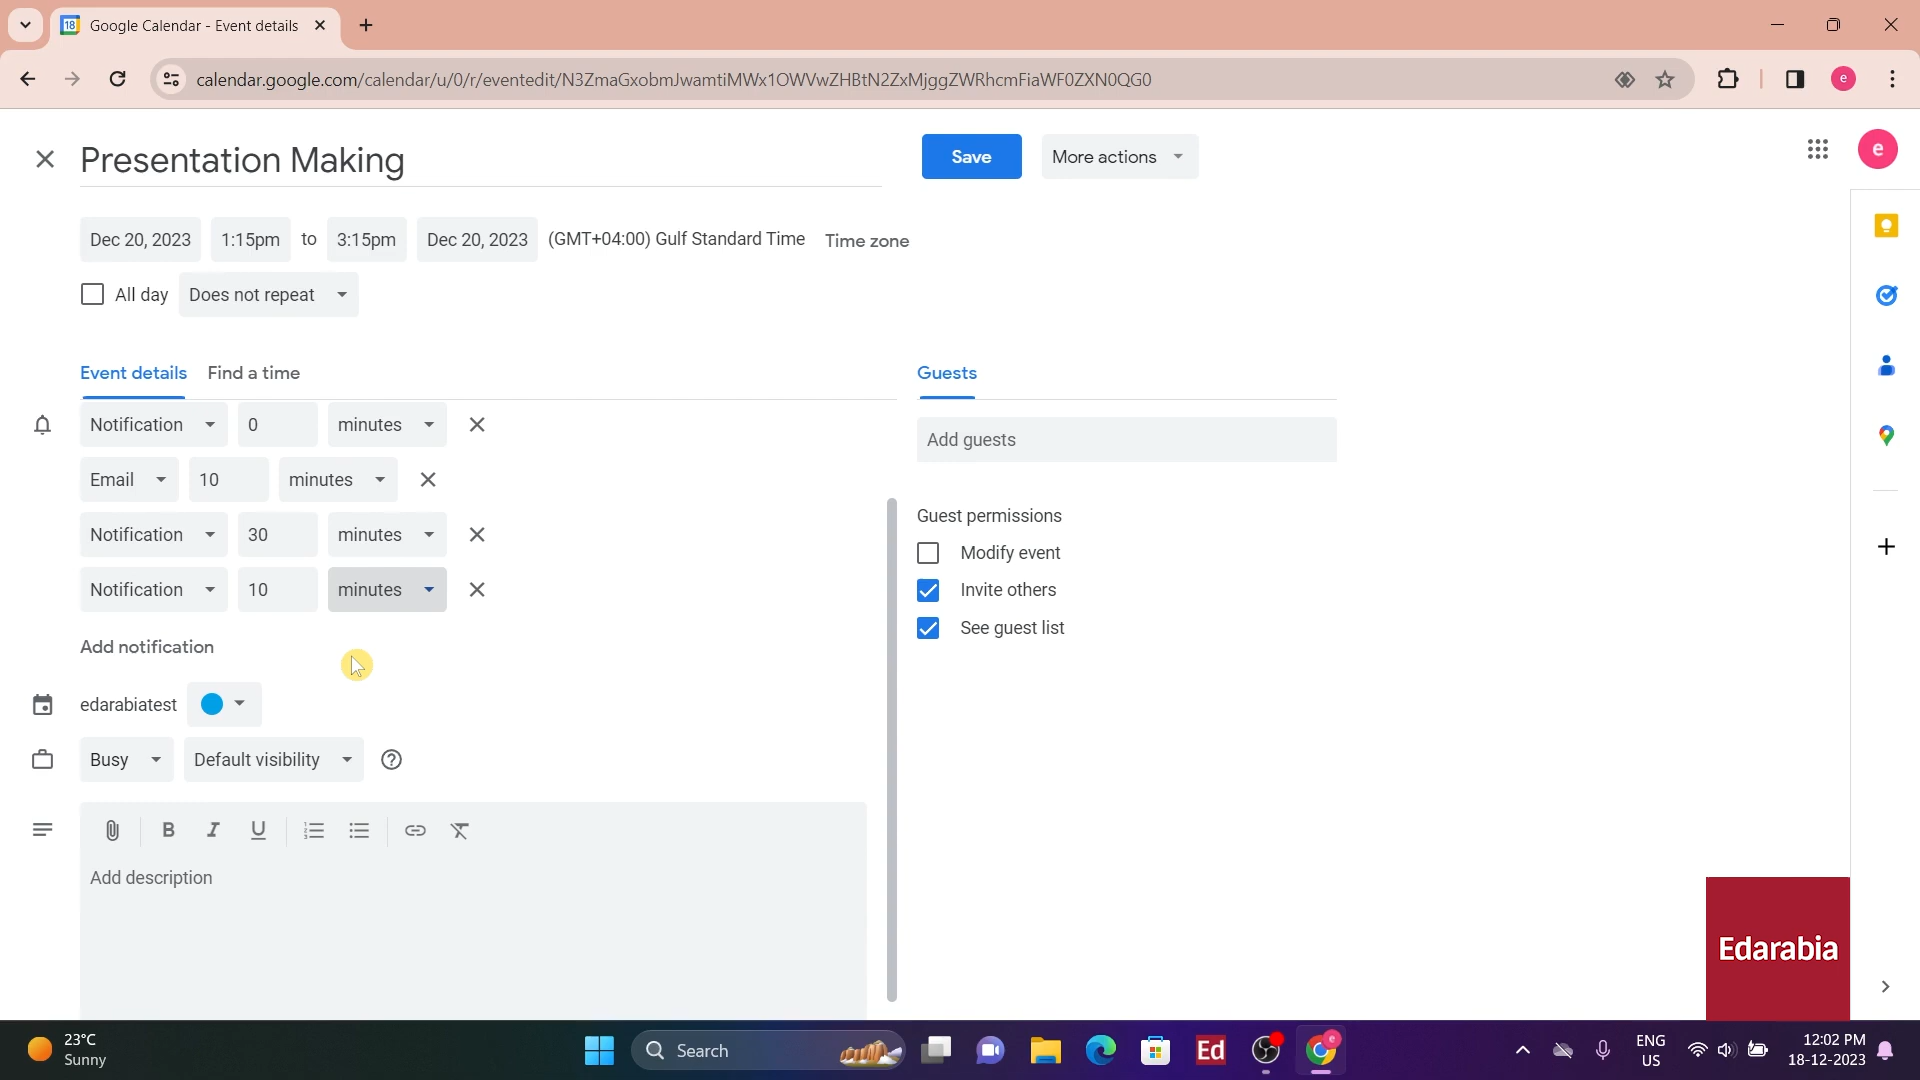 18 Google Calendar - Event details
calendar.google.com/calendar/u/0/r/eventedit/N3ZmaGxobmJwamtiMWx1OWVwZHBtN2ZxMjggZWRhcmFiaWF0ZXN0QG0
e
Presentation Making
Save
More actions
e
Dec 20, 2023 1:15pm to 3:15pm Dec 20, 2023 (GMT+04:00) Gulf Standard Time Time zone
All day Does not repeat
Event details Find a time
Guests
Notification 0 minutes
Add guests
Email 10 minutes
Notification 30 minutes
Notification 10 minutes
Guest permissions
Modify event
Invite others
See guest list
Add notification
edarabiatest
Busy Default visibility
B I U
Add description
Edarabia
23°C
Sunny
Search
Ed
e
ENG
US
12:02 PM
18-12-2023